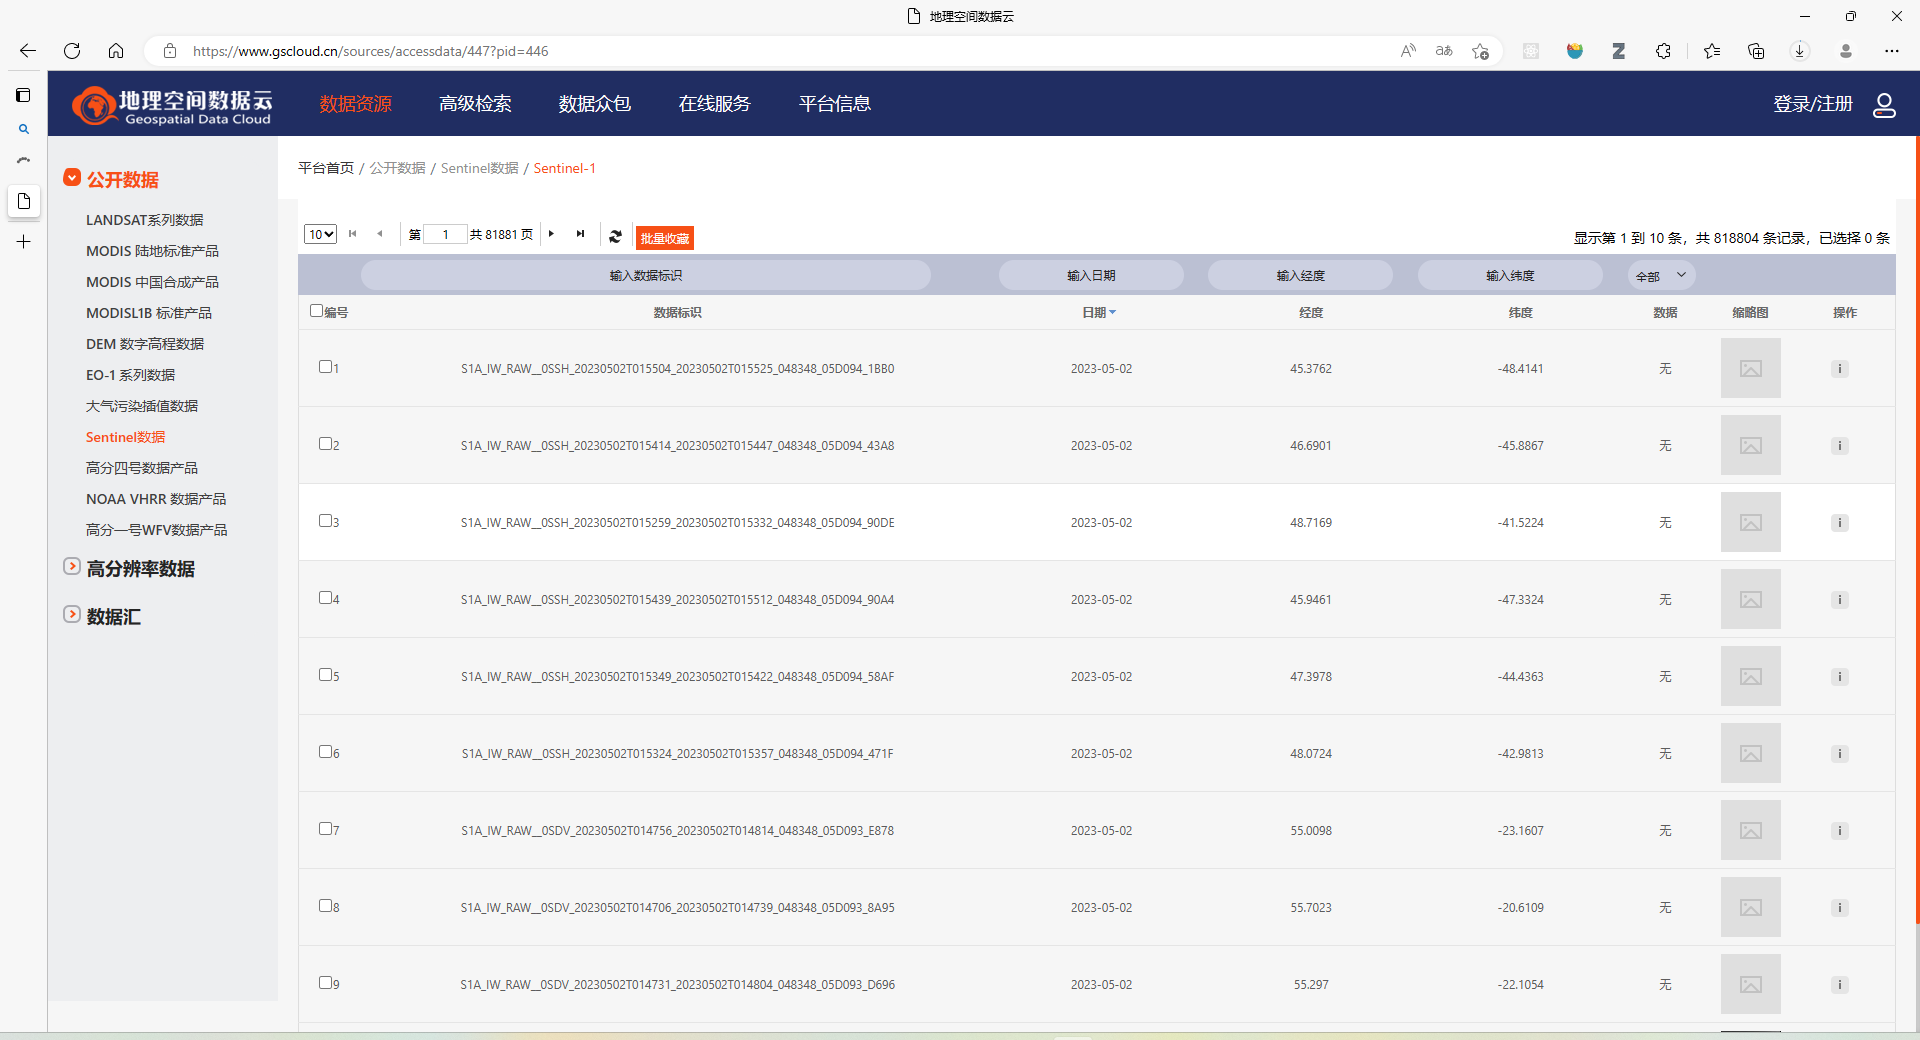 地理空间数据云
https://www.gscloud.cn/sources/accessdata/447?pid=446
地理空间数据云
Geospatial Data Cloud
数据资源 高级检索 数据众包 在线服务 平台信息
登录/注册
公开数据
LANDSAT系列数据
MODIS 陆地标准产品
MODIS 中国合成产品
MODISL1B 标准产品
DEM 数字高程数据
EO-1 系列数据
大气污染插值数据
Sentinel数据
高分四号数据产品
NOAA VHRR 数据产品
高分一号WFV数据产品
高分辨率数据
数据汇
平台首页 / 公开数据 / Sentinel数据 / Sentinel-1
10 第 1 共 81881 页 批量收藏
显示第 1 到 10 条，共 818804 条记录，已选择 0 条
输入数据标识 输入日期 输入经度 输入纬度 全部
编号 数据标识 日期 经度 纬度 数据 缩略图 操作
1 S1A_IW_RAW__0SSH_20230502T015504_20230502T015525_048348_05D094_1BB0 2023-05-02 45.3762 -48.4141 无
2 S1A_IW_RAW__0SSH_20230502T015414_20230502T015447_048348_05D094_43A8 2023-05-02 46.6901 -45.8867 无
3 S1A_IW_RAW__0SSH_20230502T015259_20230502T015332_048348_05D094_90DE 2023-05-02 48.7169 -41.5224 无
4 S1A_IW_RAW__0SSH_20230502T015439_20230502T015512_048348_05D094_90A4 2023-05-02 45.9461 -47.3324 无
5 S1A_IW_RAW__0SSH_20230502T015349_20230502T015422_048348_05D094_58AF 2023-05-02 47.3978 -44.4363 无
6 S1A_IW_RAW__0SSH_20230502T015324_20230502T015357_048348_05D094_471F 2023-05-02 48.0724 -42.9813 无
7 S1A_IW_RAW__0SDV_20230502T014756_20230502T014814_048348_05D093_E878 2023-05-02 55.0098 -23.1607 无
8 S1A_IW_RAW__0SDV_20230502T014706_20230502T014739_048348_05D093_8A95 2023-05-02 55.7023 -20.6109 无
9 S1A_IW_RAW__0SDV_20230502T014731_20230502T014804_048348_05D093_D696 2023-05-02 55.297 -22.1054 无